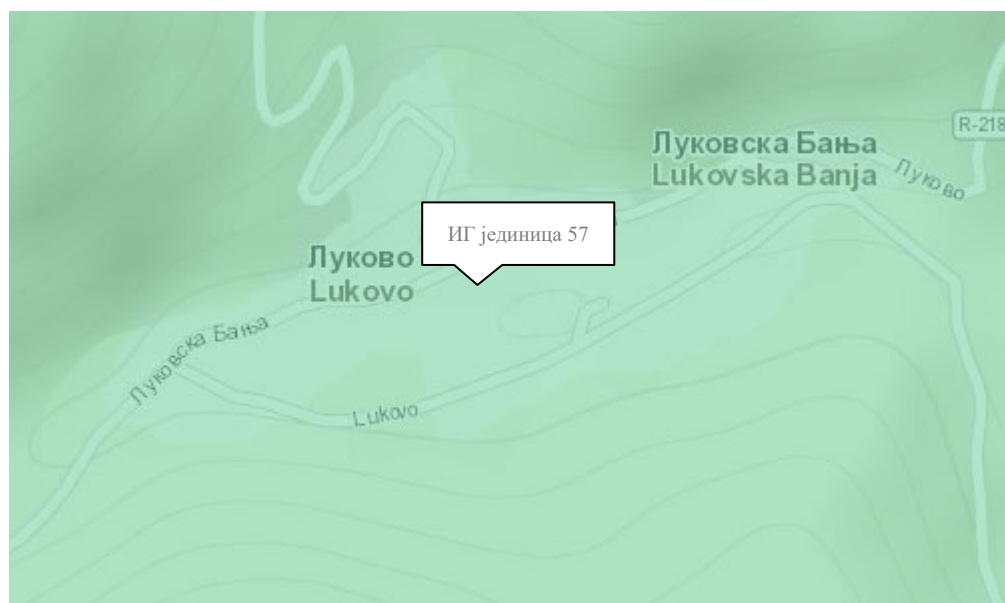 Луковска Бања
Lukovska Banja
R-218
Луково
ИГ јединица 57
Луково
Lukovo
Луковска Бања
Lukovo